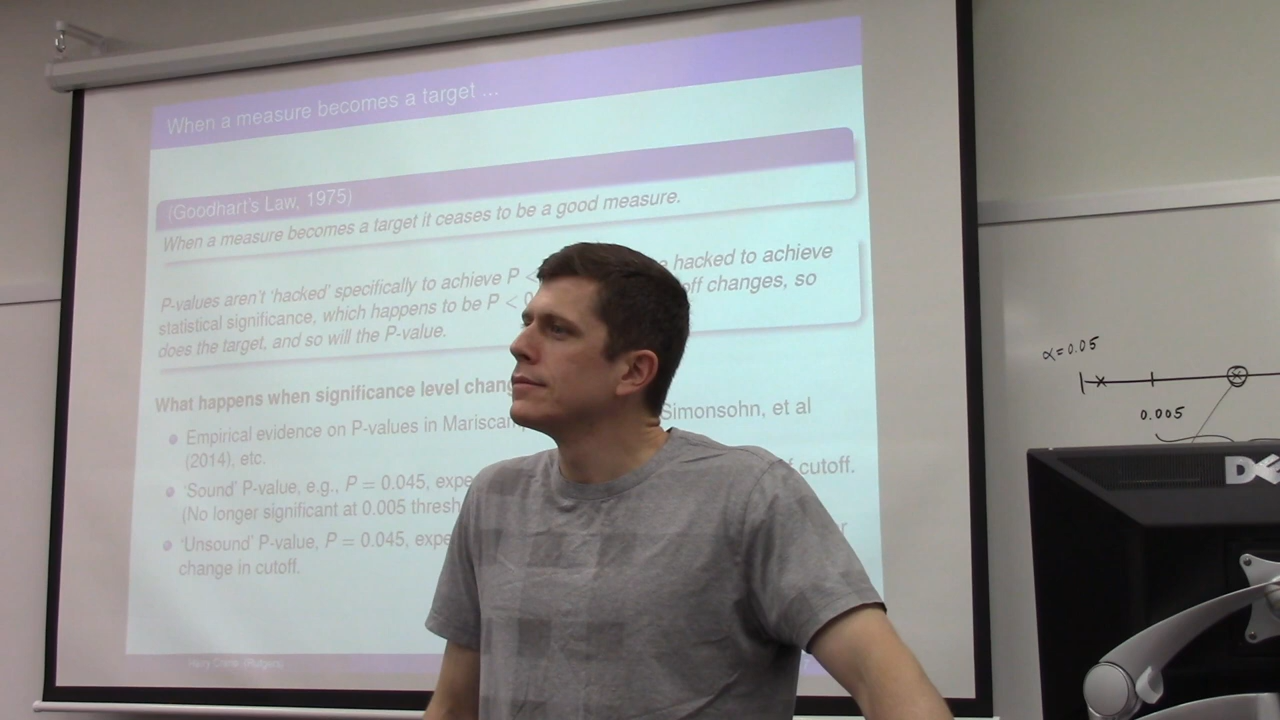 When a measure becomes a target ...
(Goodhart's Law, 1975)
When a measure becomes a target it ceases to be a good measure.
P-values aren't 'hacked' specifically to achieve P < hacked to achieve
statistical significance, which happens to be P < 0 off changes, so
does the target, and so will the P-value.
What happens when significance level chang
Empirical evidence on P-values in Mariscam Simonsohn, et al
(2014), etc.
'Sound' P-value, e.g., P = 0.045, expe cutoff.
(No longer significant at 0.005 thresh
'Unsound' P-value, P = 0.045, expe or
change in cutoff.
Harry Crane (Rutgers)
α=0.05
0.005
DE